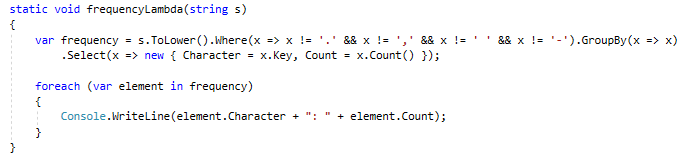 static void frequencyLambda(string s)
{
    var frequency = s.ToLower().Where(x => x != '.' && x != ',' && x != ' ' && x != '-').GroupBy(x => x)
        .Select(x => new { Character = x.Key, Count = x.Count() });

    foreach (var element in frequency)
    {
        Console.WriteLine(element.Character + ": " + element.Count);
    }
}